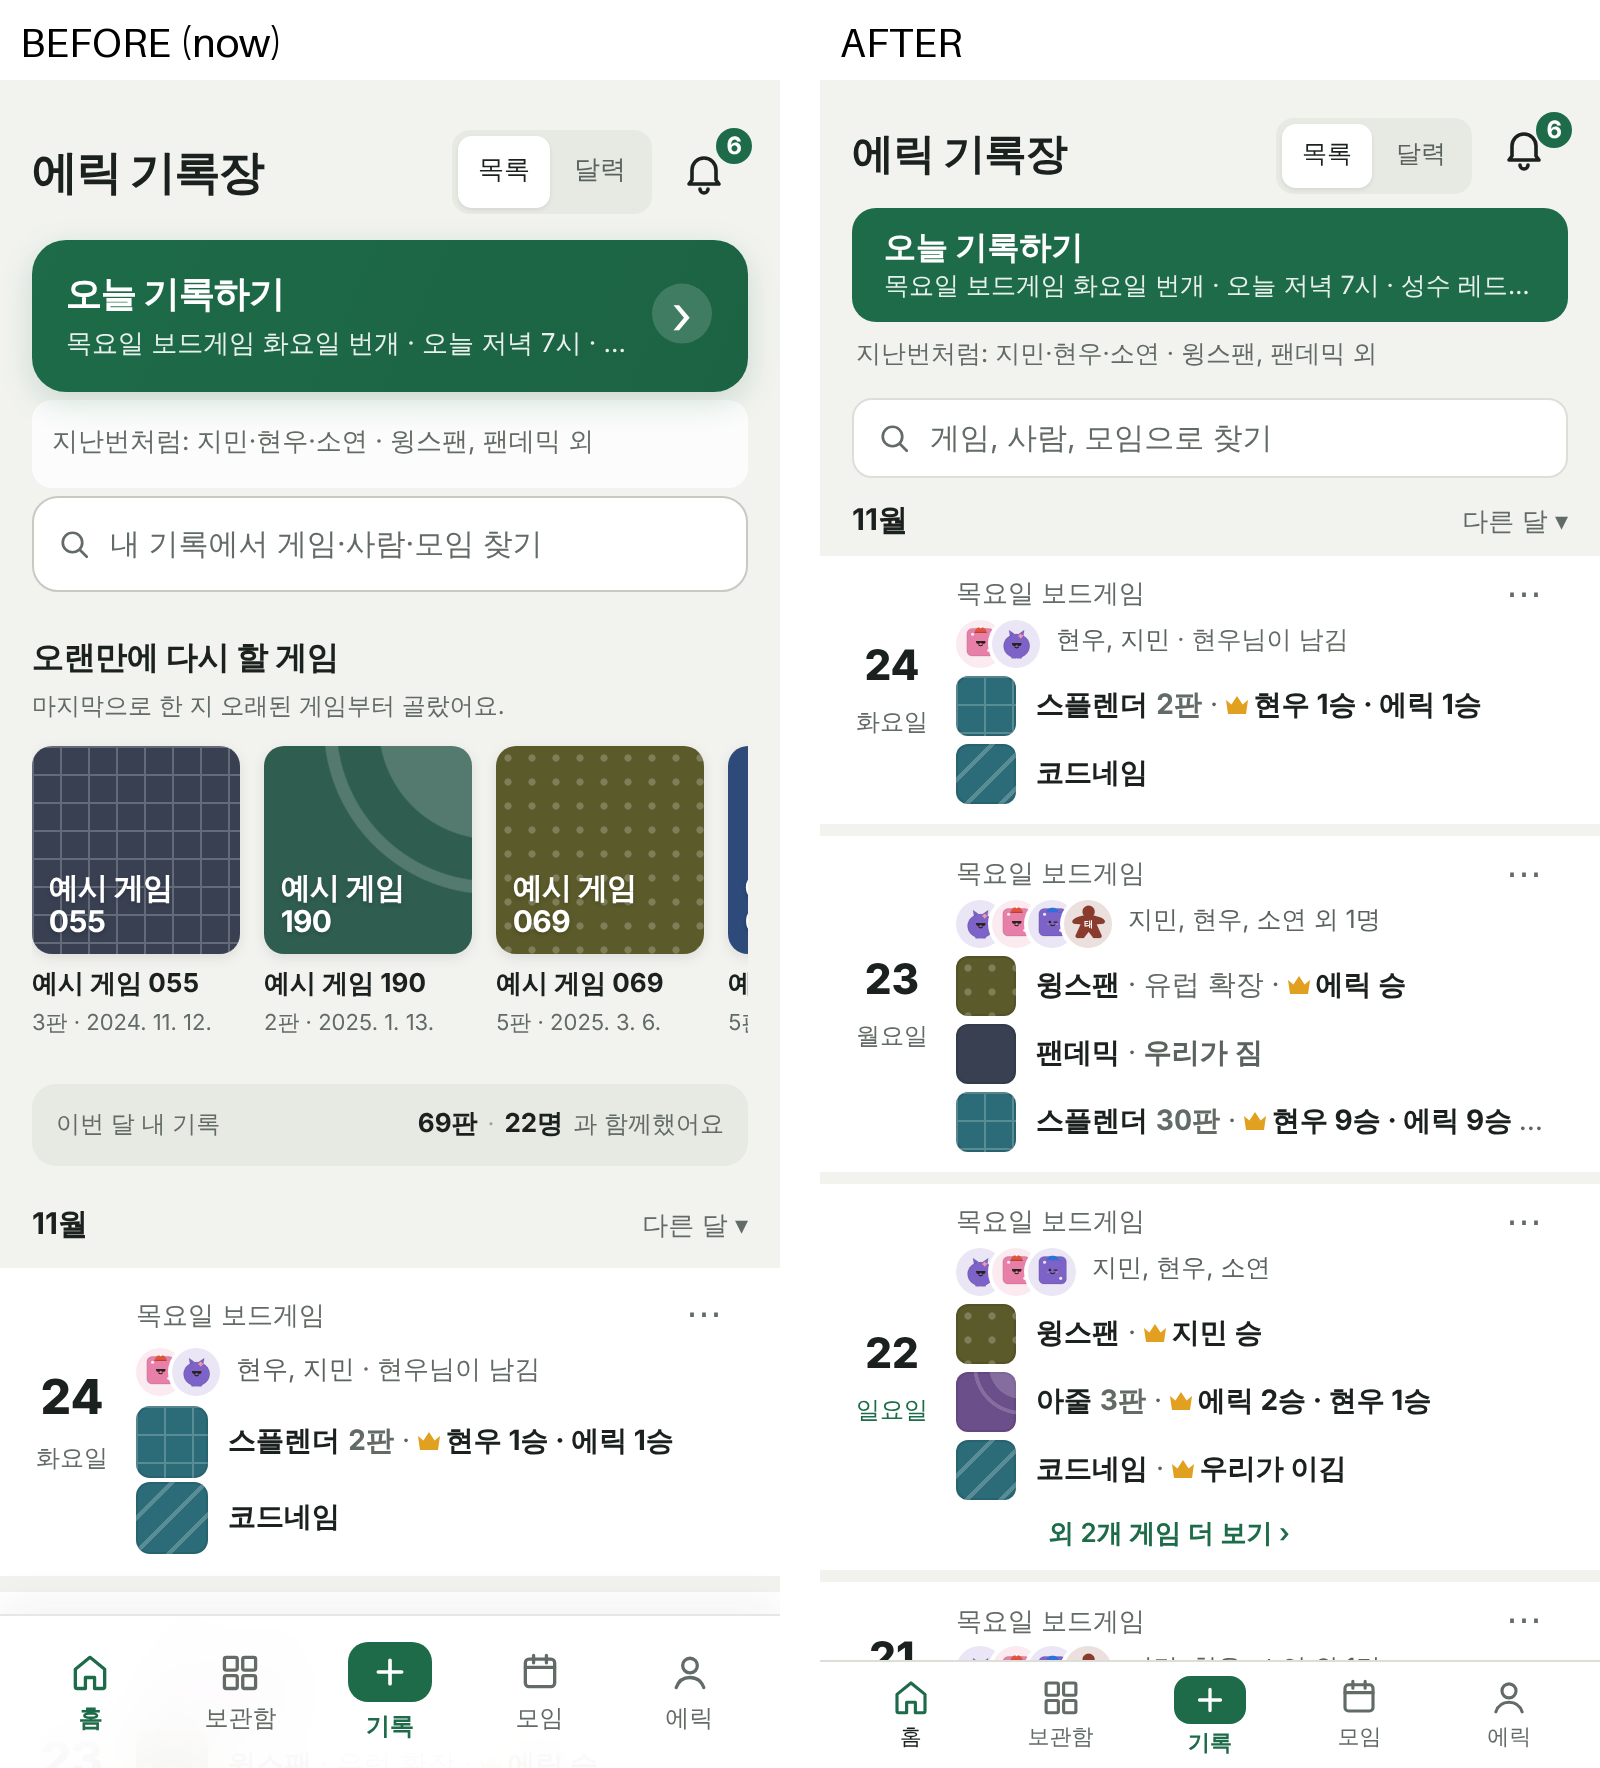 BEFORE (now)
에릭 기록장
목록
달력
6
오늘 기록하기
목요일 보드게임 화요일 번개 · 오늘 저녁 7시 · ...
지난번처럼: 지민·현우·소연 · 윙스팬, 팬데믹 외
내 기록에서 게임·사람·모임 찾기
오랜만에 다시 할 게임
마지막으로 한 지 오래된 게임부터 골랐어요.
예시 게임
055
예시 게임
190
예시 게임
069
예시 게임 055
예시 게임 190
예시 게임 069
예
3판 · 2024. 11. 12.
2판 · 2025. 1. 13.
5판 · 2025. 3. 6.
이번 달 내 기록
69판 · 22명 과 함께했어요
11월
다른 달 ▾
목요일 보드게임
···
24
화요일
현우, 지민 · 현우님이 남김
스플렌더 2판 · 현우 1승 · 에릭 1승
코드네임
홈
보관함
기록
모임
에릭
23
윙스팬 · 유럽 확장 · 에릭 승
AFTER
에릭 기록장
목록
달력
6
오늘 기록하기
목요일 보드게임 화요일 번개 · 오늘 저녁 7시 · 성수 레드...
지난번처럼: 지민·현우·소연 · 윙스팬, 팬데믹 외
게임, 사람, 모임으로 찾기
11월
다른 달 ▾
목요일 보드게임
···
24
화요일
현우, 지민 · 현우님이 남김
스플렌더 2판 · 현우 1승 · 에릭 1승
코드네임
목요일 보드게임
···
23
월요일
지민, 현우, 소연 외 1명
태
윙스팬 · 유럽 확장 · 에릭 승
팬데믹 · 우리가 짐
스플렌더 30판 · 현우 9승 · 에릭 9승 ...
목요일 보드게임
···
22
일요일
지민, 현우, 소연
윙스팬 · 지민 승
아줄 3판 · 에릭 2승 · 현우 1승
코드네임 · 우리가 이김
외 2개 게임 더 보기 ›
목요일 보드게임
···
21
홈
보관함
기록
모임
에릭